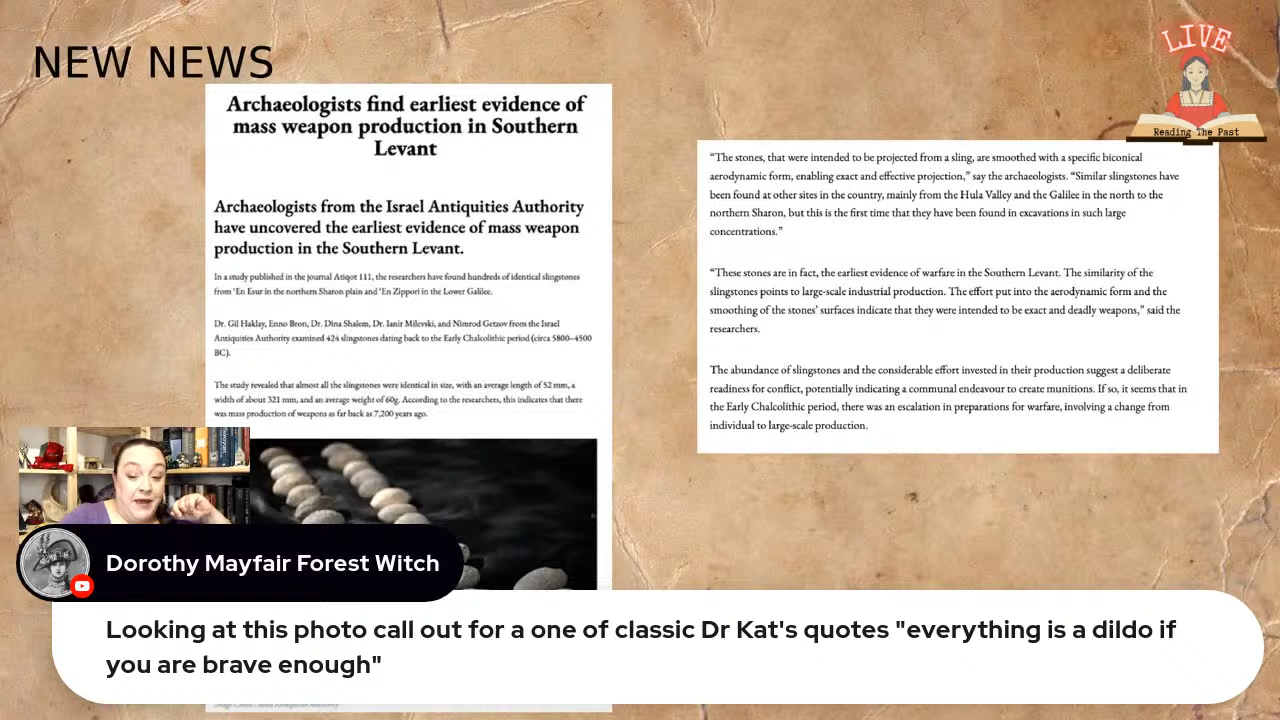 NEW NEWS
LIVE
Reading The Past
Archaeologists find earliest evidence of
mass weapon production in Southern
Levant
Archaeologists from the Israel Antiquities Authority
have uncovered the earliest evidence of mass weapon
production in the Southern Levant.
In a study published in the journal Atiqot 111, the researchers have found hundreds of identical slingstones
from 'En Esur in the northern Sharon plain and 'En Zippori in the Lower Galilee.
Dr. Gil Haklay, Enno Bron, Dr. Dina Shalem, Dr. Ianir Milevski, and Nimrod Getzov from the Israel
Antiquities Authority examined 424 slingstones dating back to the Early Chalcolithic period (circa 5800–4500
BC).
The study revealed that almost all the slingstones were identical in size, with an average length of 52 mm, a
width of about 321 mm, and an average weight of 60g. According to the researchers, this indicates that there
was mass production of weapons as far back as 7,200 years ago.
“The stones, that were intended to be projected from a sling, are smoothed with a specific biconical
aerodynamic form, enabling exact and effective projection,” say the archaeologists. “Similar slingstones have
been found at other sites in the country, mainly from the Hula Valley and the Galilee in the north to the
northern Sharon, but this is the first time that they have been found in excavations in such large
concentrations.”
“These stones are in fact, the earliest evidence of warfare in the Southern Levant. The similarity of the
slingstones points to large-scale industrial production. The effort put into the aerodynamic form and the
smoothing of the stones’ surfaces indicate that they were intended to be exact and deadly weapons,” said the
researchers.
The abundance of slingstones and the considerable effort invested in their production suggest a deliberate
readiness for conflict, potentially indicating a communal endeavour to create munitions. If so, it seems that in
the Early Chalcolithic period, there was an escalation in preparations for warfare, involving a change from
individual to large-scale production.
Dorothy Mayfair Forest Witch
Looking at this photo call out for a one of classic Dr Kat's quotes "everything is a dildo if
you are brave enough"